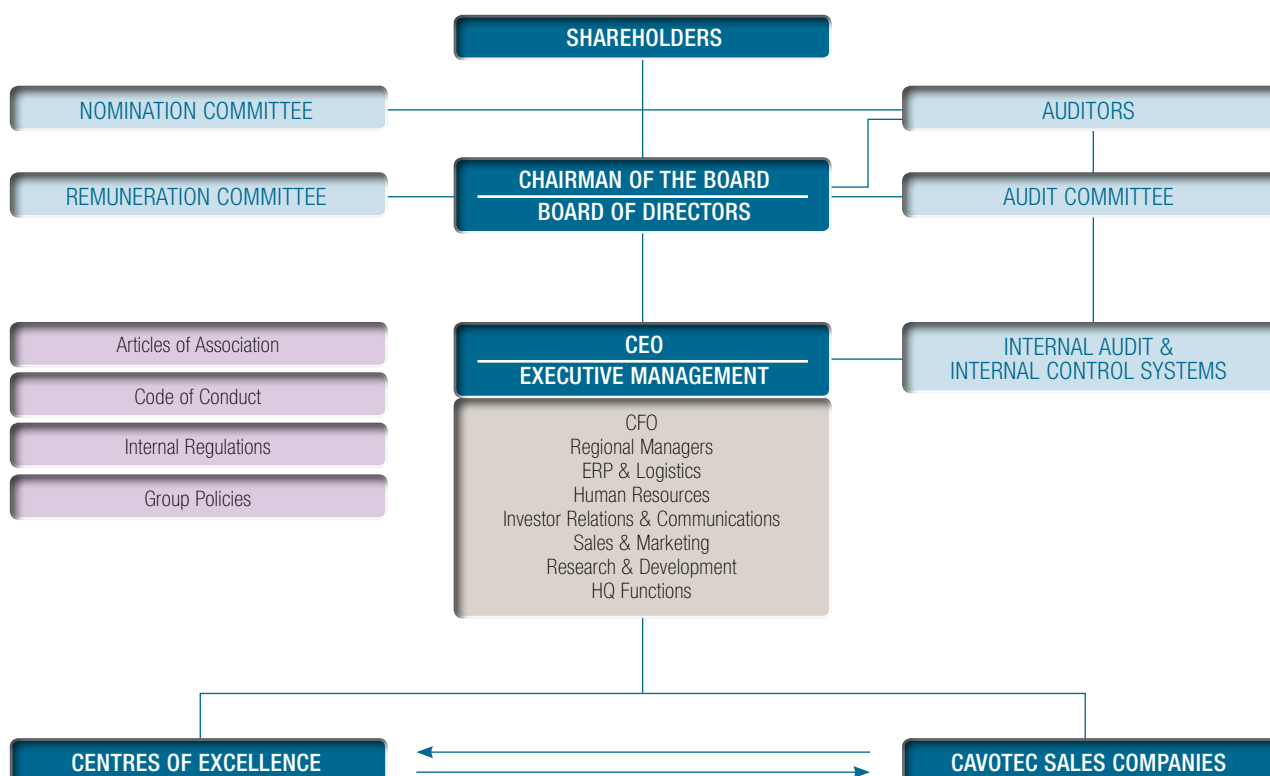 SHAREHOLDERS
NOMINATION COMMITTEE
AUDITORS
REMUNERATION COMMITTEE
CHAIRMAN OF THE BOARD
BOARD OF DIRECTORS
AUDIT COMMITTEE
Articles of Association
Code of Conduct
Internal Regulations
Group Policies
CEO
EXECUTIVE MANAGEMENT
CFO
Regional Managers
ERP & Logistics
Human Resources
Investor Relations & Communications
Sales & Marketing
Research & Development
HQ Functions
INTERNAL AUDIT &
INTERNAL CONTROL SYSTEMS
CENTRES OF EXCELLENCE
CAVOTEC SALES COMPANIES